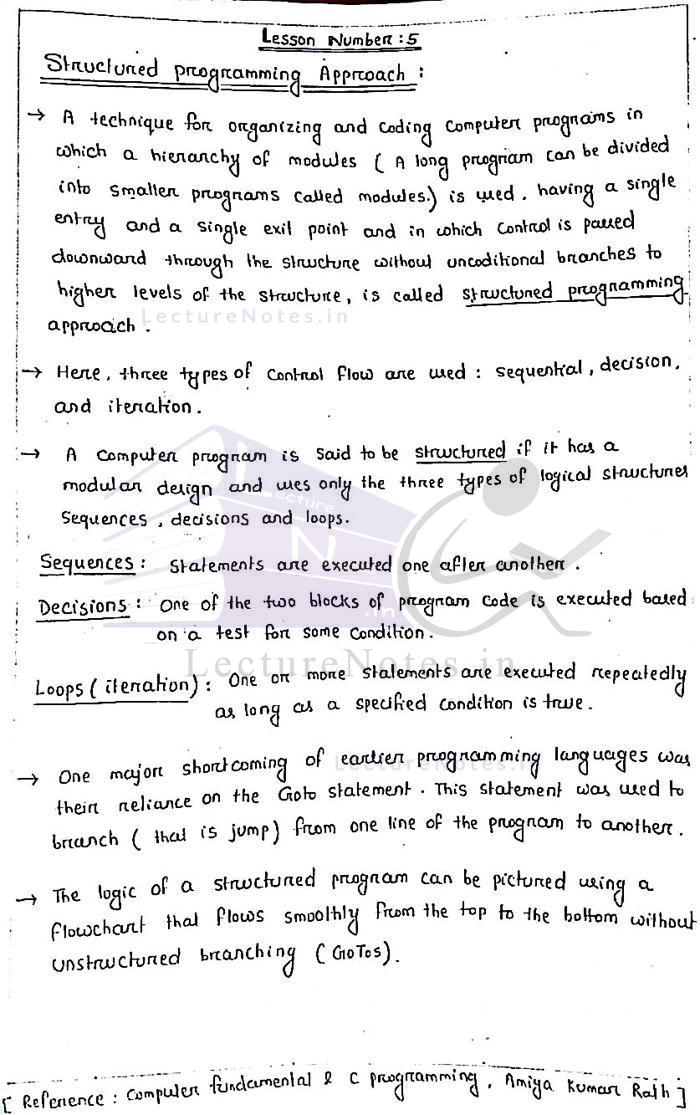 Lesson Number : 5
Structured programming Approach :
→ A technique for organizing and coding computer programs in
which a hierarchy of modules ( A long program can be divided
into smaller programs called modules.) is used. having a single
entry and a single exit point and in which control is passed
downward through the structure without uncoditional branches to
higher levels of the structure, is called structured programming
approach .
LectureNotes.in
→ Here, three types of control flow are used : sequential, decision,
and iteration.
→ A computer program is said to be structured if it has a
modular design and uses only the three types of logical structures
sequences, decisions and loops.
Lecture
N
.in
Sequences : Statements are executed one after another .
Decisions : One of the two blocks of program code is executed based
on a test for some condition.
LectureNotes.in
Loops ( iteration) : One or more statements are executed repeatedly
as long as a specified condition is true.
→ One major shortcoming of earlier programming languages was
LectureNotes.in
their reliance on the Goto statement. This statement was used to
branch ( that is jump) from one line of the program to another.
→ The logic of a structured program can be pictured using a
flowchart that flows smoothly from the top to the bottom without
unstructured branching ( GoTos).
[ Reference : Computer fundamental & C programming, Amiya Kumar Rath ]